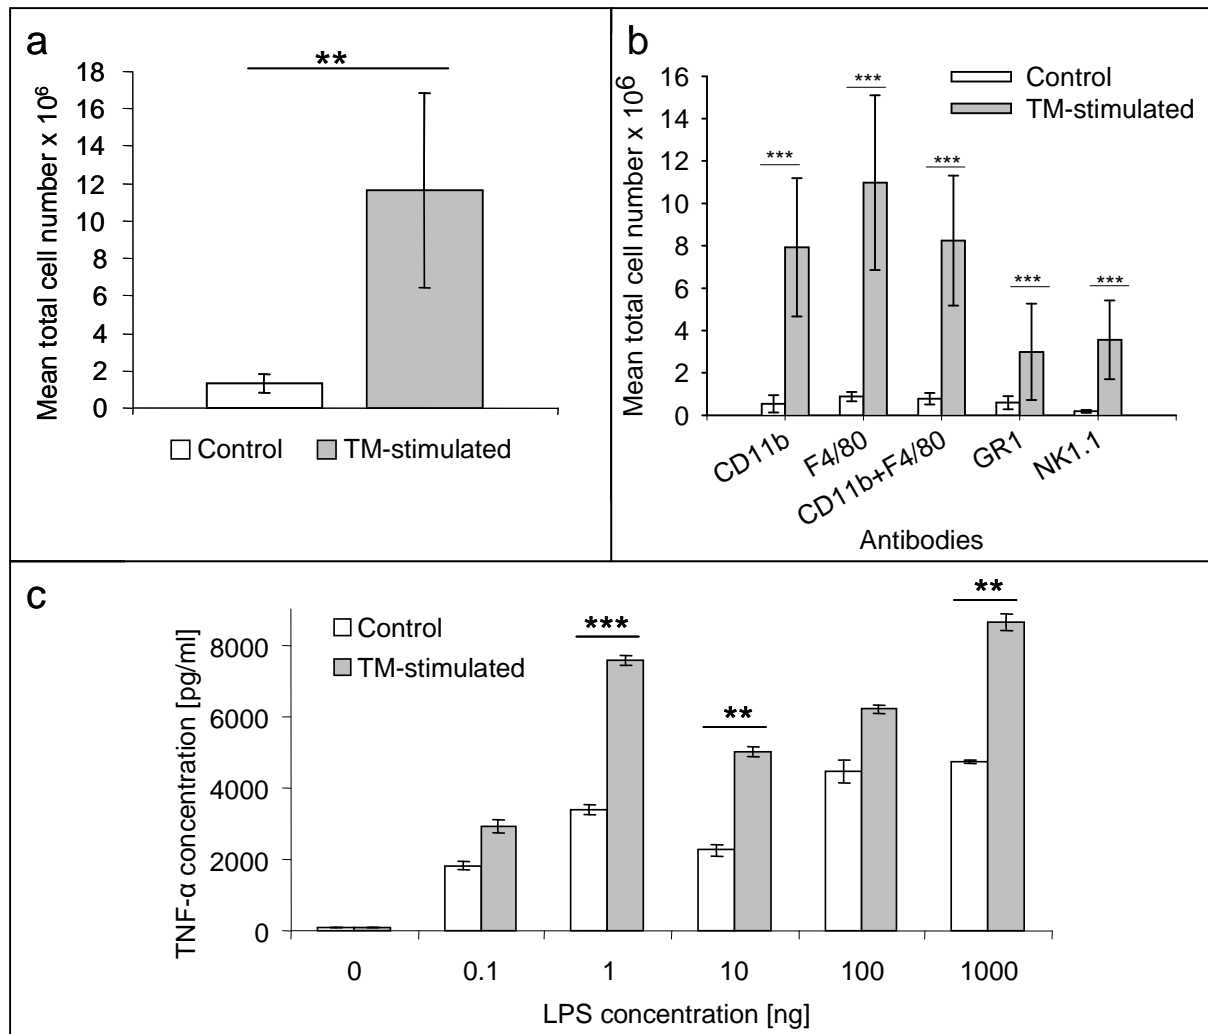 a
**
Mean total cell number x 10⁶
18
16
14
12
10
8
6
4
2
0
Control TM-stimulated
b
Mean total cell number x 10⁶
16
14
12
10
8
6
4
2
0
Control
TM-stimulated
***
***
***
***
***
CD11b F4/80 CD11b+F4/80 GR1 NK1.1
Antibodies
c
TNF-α concentration [pg/ml]
8000
6000
4000
2000
0
Control
TM-stimulated
***
**
**
0 0.1 1 10 100 1000
LPS concentration [ng]